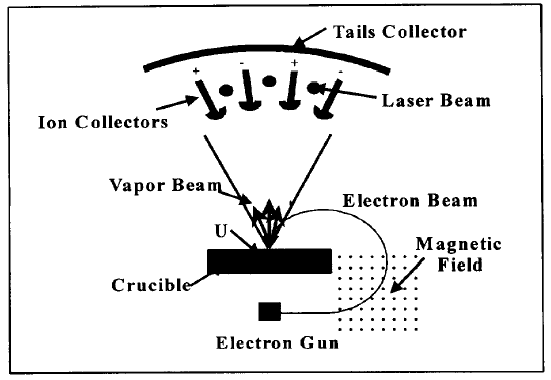 Tails Collector
+ - + -
Laser Beam
Ion Collectors
Vapor Beam
Electron Beam
U
Magnetic
Field
Crucible
Electron Gun